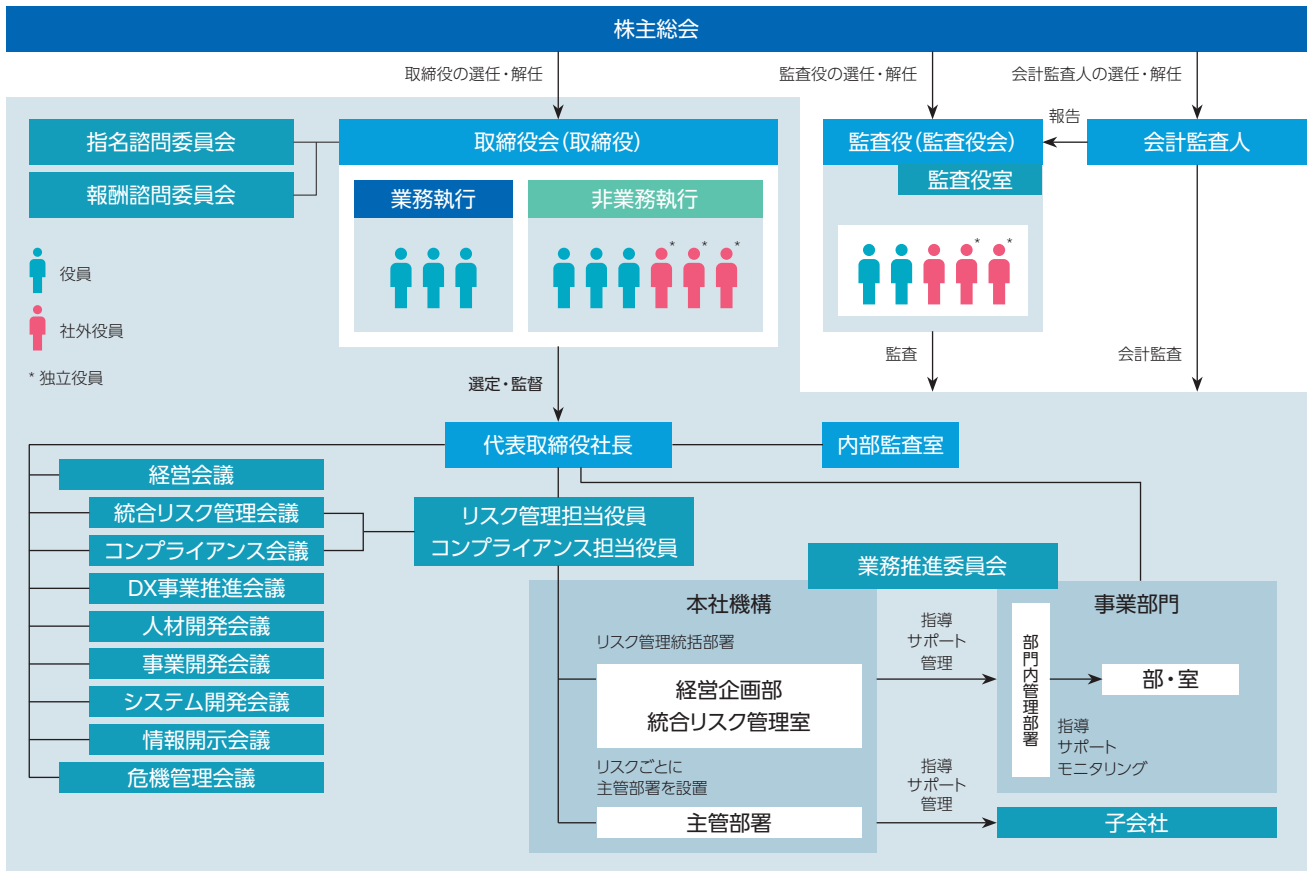 株主総会
取締役の選任・解任
監査役の選任・解任
会計監査人の選任・解任
指名諮問委員会
報酬諮問委員会
取締役会（取締役）
業務執行
非業務執行
*
*
*
監査役（監査役会）
監査役室
*
*
報告
会計監査人
役員
社外役員
* 独立役員
選定・監督
監査
会計監査
代表取締役社長
内部監査室
経営会議
統合リスク管理会議
コンプライアンス会議
DX事業推進会議
人材開発会議
事業開発会議
システム開発会議
情報開示会議
危機管理会議
リスク管理担当役員
コンプライアンス担当役員
業務推進委員会
本社機構
リスク管理統括部署
経営企画部
統合リスク管理室
リスクごとに
主管部署を設置
主管部署
指導
サポート
管理
指導
サポート
管理
事業部門
部門内管理部署
部・室
指導
サポート
モニタリング
子会社